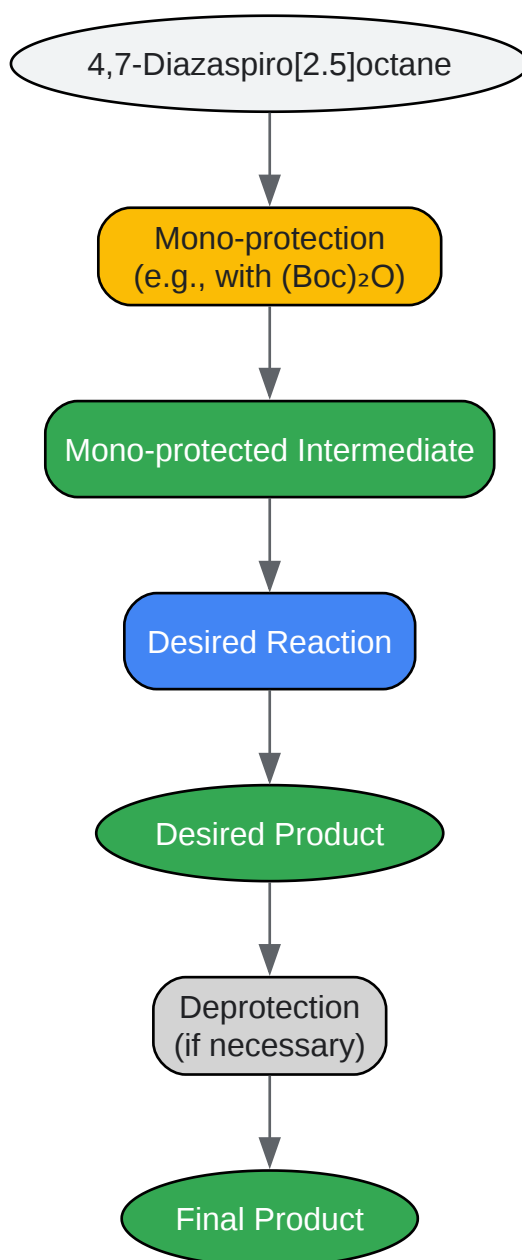 4,7-Diazaspiro[2.5]octane
Mono-protection
(e.g., with (Boc)₂O)
Mono-protected Intermediate
Desired Reaction
Desired Product
Deprotection
(if necessary)
Final Product